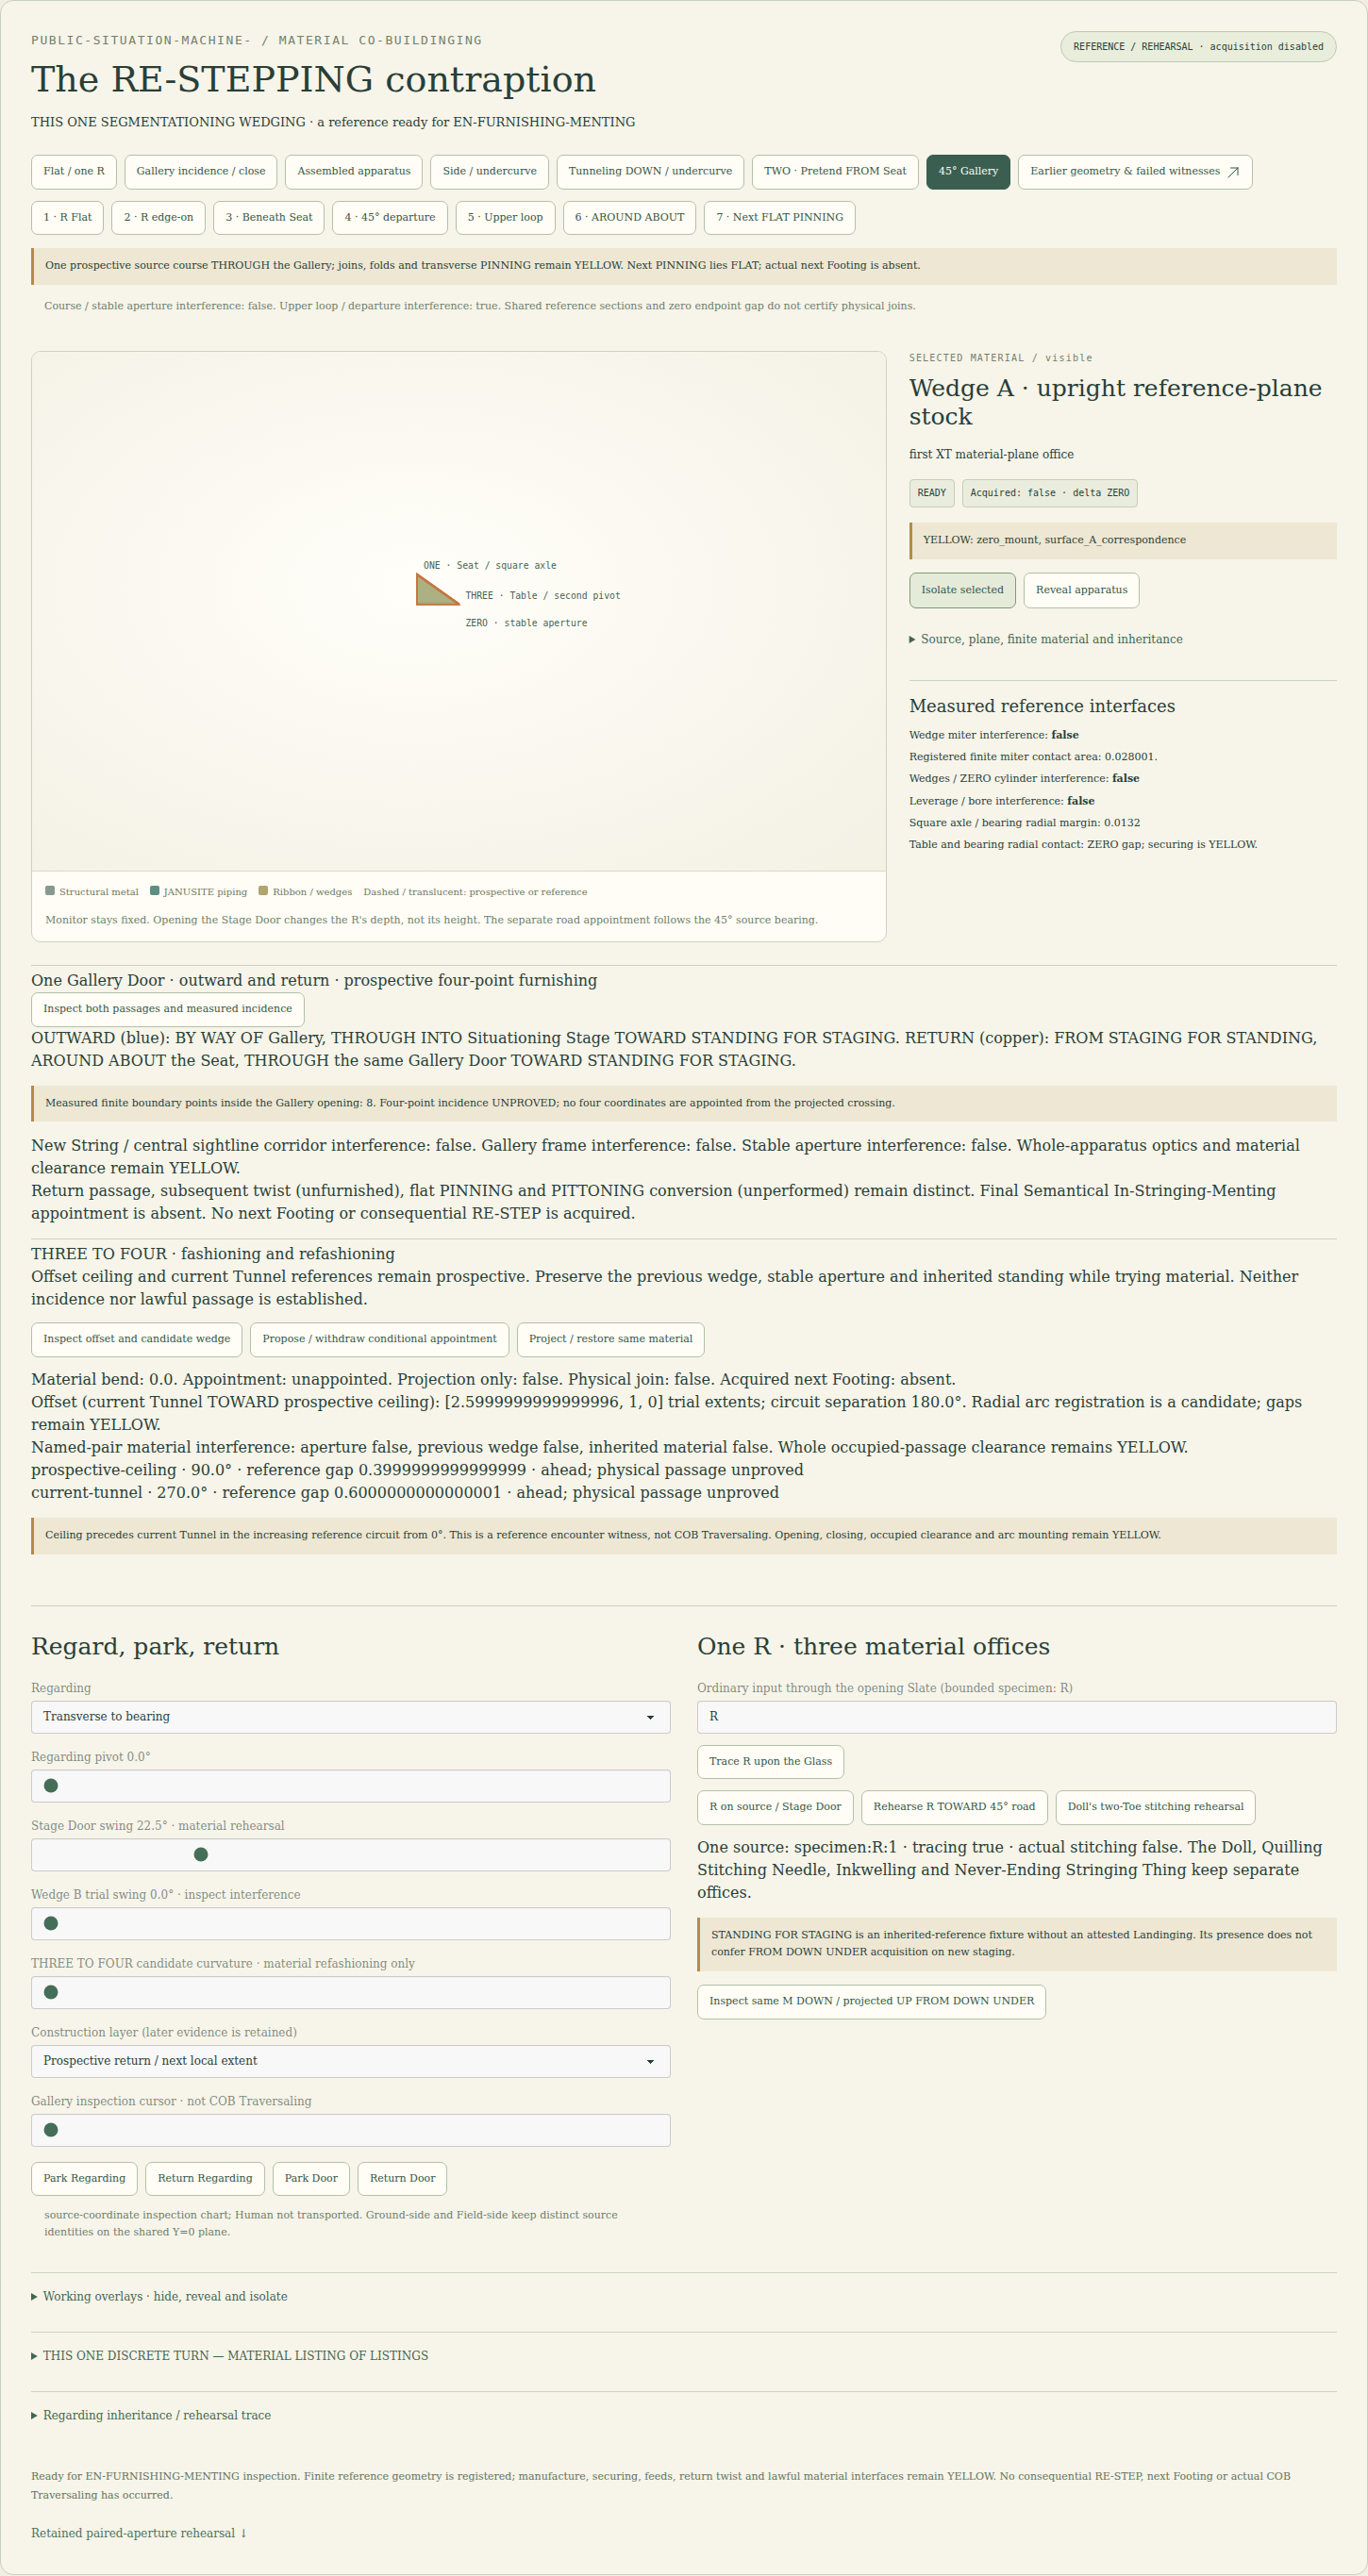 PUBLIC-SITUATION-MACHINE- / MATERIAL CO-BUILDINGING
REFERENCE / REHEARSAL · acquisition disabled
The RE-STEPPING contraption
THIS ONE SEGMENTATIONING WEDGING · a reference ready for EN-FURNISHING-MENTING
Flat / one R
Gallery incidence / close
Assembled apparatus
Side / undercurve
Tunneling DOWN / undercurve
TWO · Pretend FROM Seat
45° Gallery
Earlier geometry & failed witnesses
1 · R Flat
2 · R edge-on
3 · Beneath Seat
4 · 45° departure
5 · Upper loop
6 · AROUND ABOUT
7 · Next FLAT PINNING
One prospective source course THROUGH the Gallery; joins, folds and transverse PINNING remain YELLOW. Next PINNING lies FLAT; actual next Footing is absent.
Course / stable aperture interference: false. Upper loop / departure interference: true. Shared reference sections and zero endpoint gap do not certify physical joins.
ONE · Seat / square axle
THREE · Table / second pivot
ZERO · stable aperture
Structural metal
JANUSITE piping
Ribbon / wedges
Dashed / translucent: prospective or reference
Monitor stays fixed. Opening the Stage Door changes the R's depth, not its height. The separate road appointment follows the 45° source bearing.
SELECTED MATERIAL / visible
Wedge A · upright reference-plane
stock
first XT material-plane office
READY
Acquired: false · delta ZERO
YELLOW: zero_mount, surface_A_correspondence
Isolate selected
Reveal apparatus
Source, plane, finite material and inheritance
Measured reference interfaces
Wedge miter interference: false
Registered finite miter contact area: 0.028001.
Wedges / ZERO cylinder interference: false
Leverage / bore interference: false
Square axle / bearing radial margin: 0.0132
Table and bearing radial contact: ZERO gap; securing is YELLOW.
One Gallery Door · outward and return · prospective four-point furnishing
Inspect both passages and measured incidence
OUTWARD (blue): BY WAY OF Gallery, THROUGH INTO Situationing Stage TOWARD STANDING FOR STAGING. RETURN (copper): FROM STAGING FOR STANDING,
AROUND ABOUT the Seat, THROUGH the same Gallery Door TOWARD STANDING FOR STAGING.
Measured finite boundary points inside the Gallery opening: 8. Four-point incidence UNPROVED; no four coordinates are appointed from the projected crossing.
New String / central sightline corridor interference: false. Gallery frame interference: false. Stable aperture interference: false. Whole-apparatus optics and material
clearance remain YELLOW.
Return passage, subsequent twist (unfurnished), flat PINNING and PITTONING conversion (unperformed) remain distinct. Final Semantical In-Stringing-Menting
appointment is absent. No next Footing or consequential RE-STEP is acquired.
THREE TO FOUR · fashioning and refashioning
Offset ceiling and current Tunnel references remain prospective. Preserve the previous wedge, stable aperture and inherited standing while trying material. Neither
incidence nor lawful passage is established.
Inspect offset and candidate wedge
Propose / withdraw conditional appointment
Project / restore same material
Material bend: 0.0. Appointment: unappointed. Projection only: false. Physical join: false. Acquired next Footing: absent.
Offset (current Tunnel TOWARD prospective ceiling): [2.5999999999999996, 1, 0] trial extents; circuit separation 180.0°. Radial arc registration is a candidate; gaps
remain YELLOW.
Named-pair material interference: aperture false, previous wedge false, inherited material false. Whole occupied-passage clearance remains YELLOW.
prospective-ceiling · 90.0° · reference gap 0.3999999999999999 · ahead; physical passage unproved
current-tunnel · 270.0° · reference gap 0.6000000000000001 · ahead; physical passage unproved
Ceiling precedes current Tunnel in the increasing reference circuit from 0°. This is a reference encounter witness, not COB Traversaling. Opening, closing, occupied clearance and arc mounting remain YELLOW.
Regard, park, return
Regarding
Transverse to bearing
Regarding pivot 0.0°
Stage Door swing 22.5° · material rehearsal
Wedge B trial swing 0.0° · inspect interference
THREE TO FOUR candidate curvature · material refashioning only
Construction layer (later evidence is retained)
Prospective return / next local extent
Gallery inspection cursor · not COB Traversaling
Park Regarding
Return Regarding
Park Door
Return Door
source-coordinate inspection chart; Human not transported. Ground-side and Field-side keep distinct source
identities on the shared Y=0 plane.
One R · three material offices
Ordinary input through the opening Slate (bounded specimen: R)
R
Trace R upon the Glass
R on source / Stage Door
Rehearse R TOWARD 45° road
Doll's two-Toe stitching rehearsal
One source: specimen:R:1 · tracing true · actual stitching false. The Doll, Quilling
Stitching Needle, Inkwelling and Never-Ending Stringing Thing keep separate
offices.
STANDING FOR STAGING is an inherited-reference fixture without an attested Landinging. Its presence does not
confer FROM DOWN UNDER acquisition on new staging.
Inspect same M DOWN / projected UP FROM DOWN UNDER
Working overlays · hide, reveal and isolate
THIS ONE DISCRETE TURN — MATERIAL LISTING OF LISTINGS
Regarding inheritance / rehearsal trace
Ready for EN-FURNISHING-MENTING inspection. Finite reference geometry is registered; manufacture, securing, feeds, return twist and lawful material interfaces remain YELLOW. No consequential RE-STEP, next Footing or actual COB
Traversaling has occurred.
Retained paired-aperture rehearsal ↓